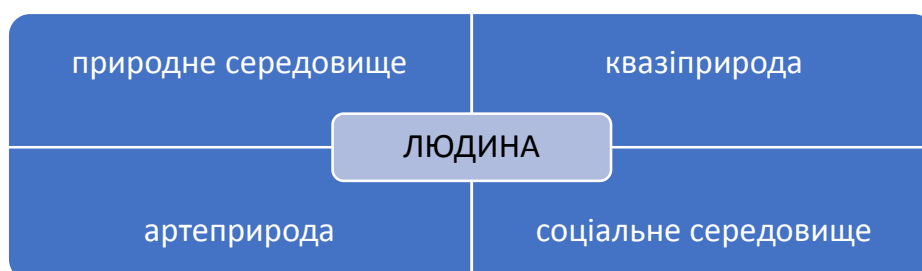 природне середовище
квазіприрода
ЛЮДИНА
артеприрода
соціальне середовище